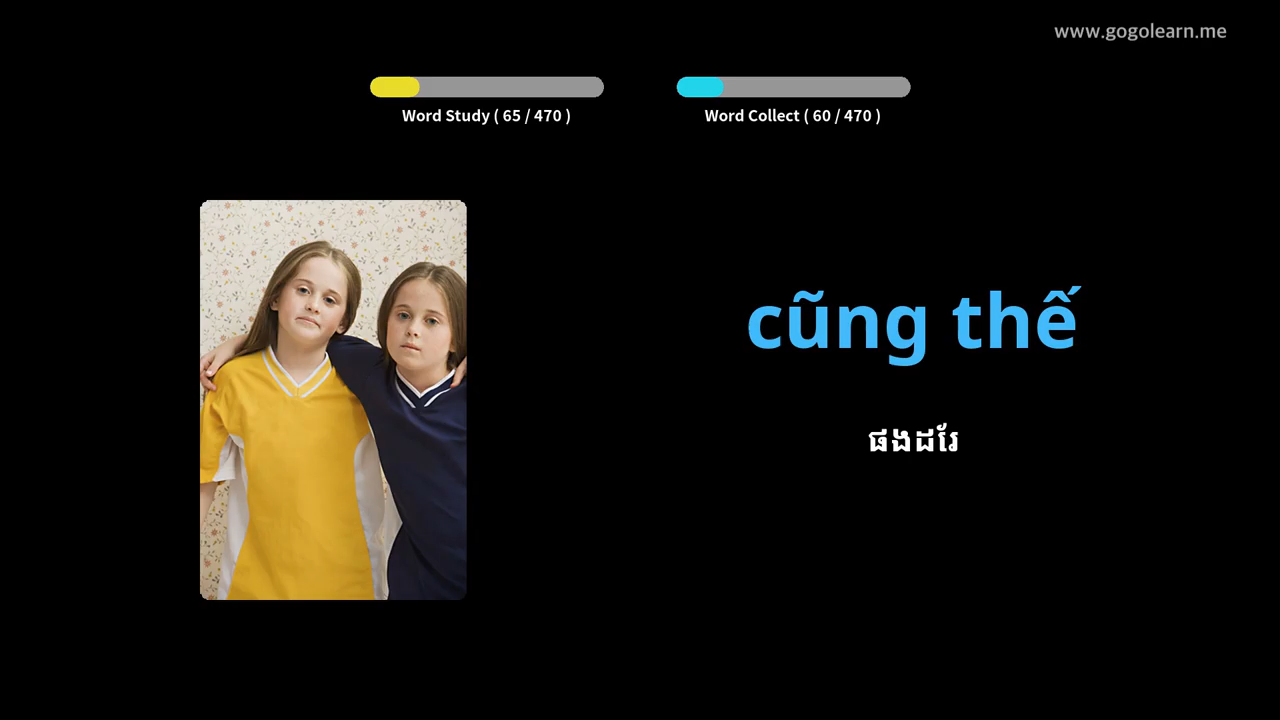 www.gogolearn.me
Word Study ( 65 / 470 )
Word Collect ( 60 / 470 )
cũng thế
ផងដរែ